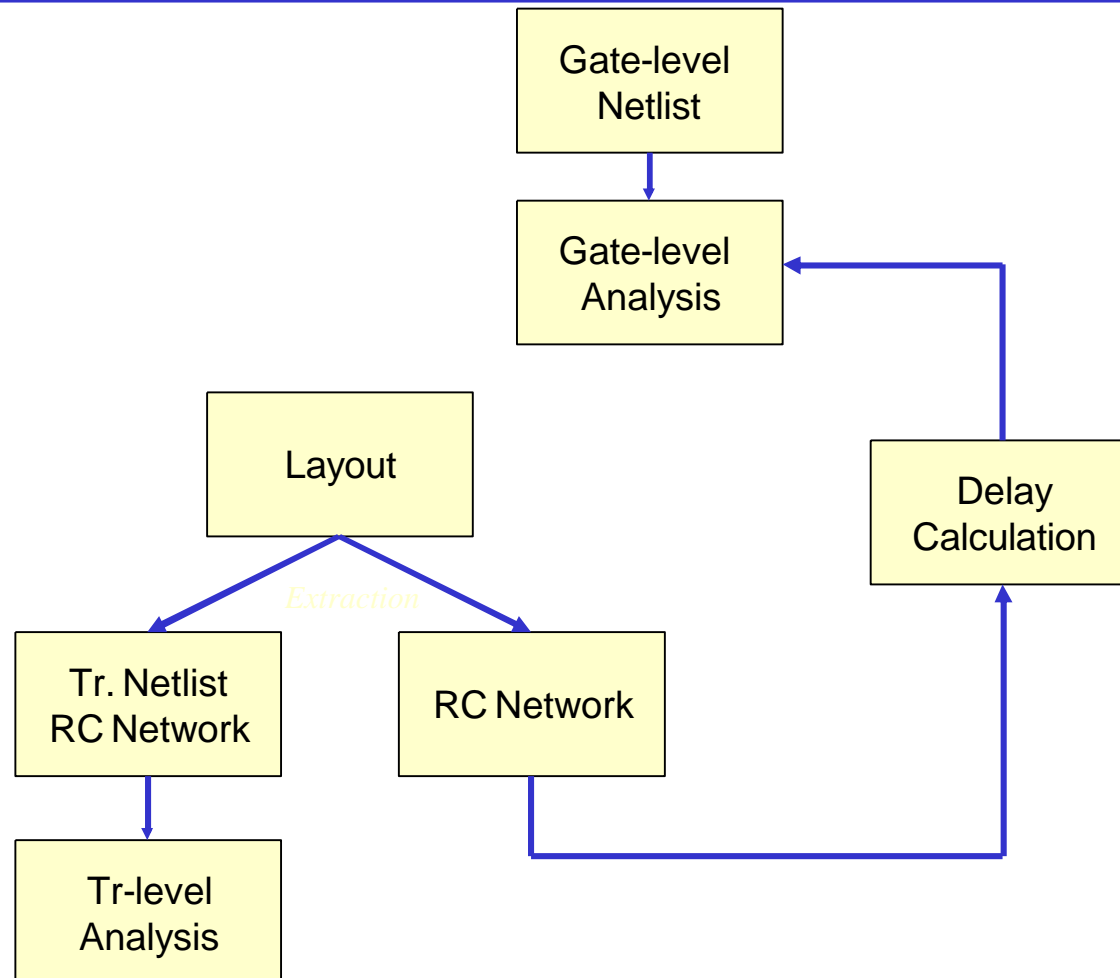 Gate-level
Netlist
Gate-level
Analysis
Layout
Delay
Calculation
Extraction
Tr. Netlist
RC Network
RC Network
Tr-level
Analysis